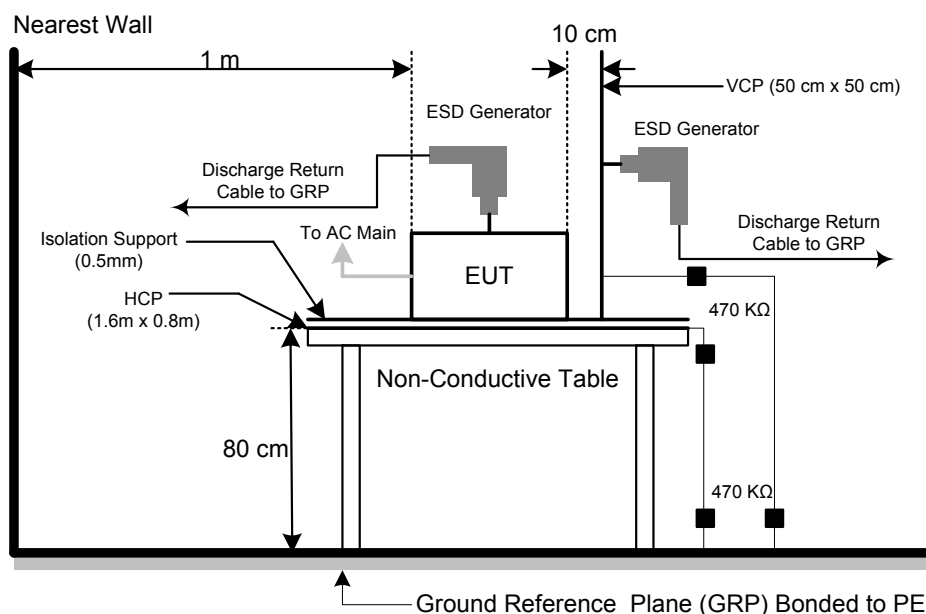 Nearest Wall
10 cm
1 m
VCP (50 cm x 50 cm)
ESD Generator
ESD Generator
Discharge Return
Cable to GRP
Discharge Return
Cable to GRP
To AC Main
Isolation Support
(0.5mm)
EUT
HCP
(1.6m x 0.8m)
470 KΩ
Non-Conductive Table
80 cm
470 KΩ
Ground Reference Plane (GRP) Bonded to PE